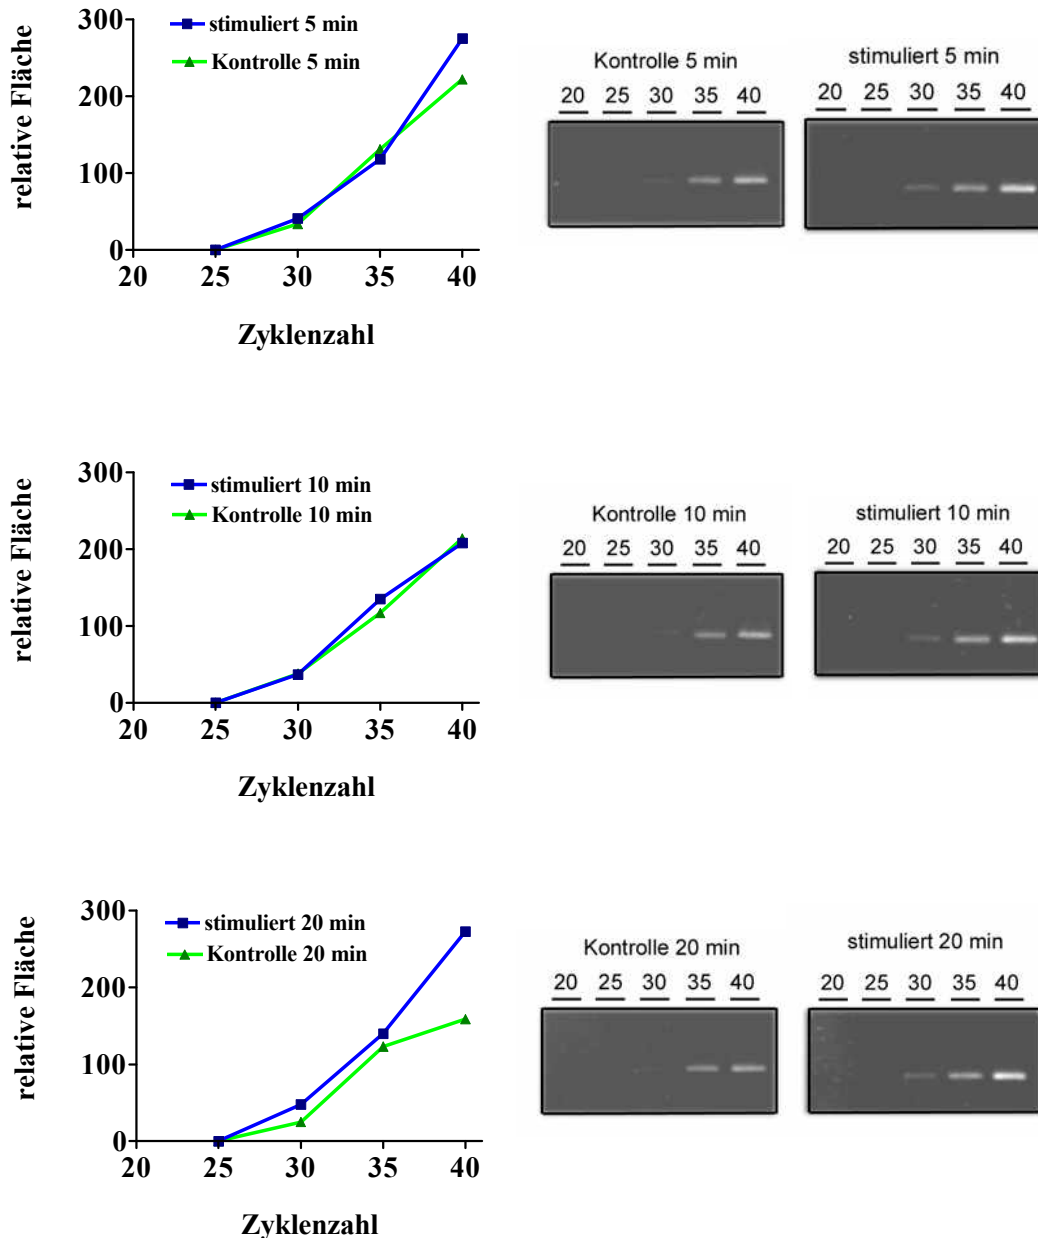 relative Fläche
300
200
100
0
stimuliert 5 min
Kontrolle 5 min
20 25 30 35 40
Zyklenzahl
Kontrolle 5 min
20 25 30 35 40
stimuliert 5 min
20 25 30 35 40
relative Fläche
300
200
100
0
stimuliert 10 min
Kontrolle 10 min
20 25 30 35 40
Zyklenzahl
Kontrolle 10 min
20 25 30 35 40
stimuliert 10 min
20 25 30 35 40
relative Fläche
300
200
100
0
stimuliert 20 min
Kontrolle 20 min
20 25 30 35 40
Zyklenzahl
Kontrolle 20 min
20 25 30 35 40
stimuliert 20 min
20 25 30 35 40